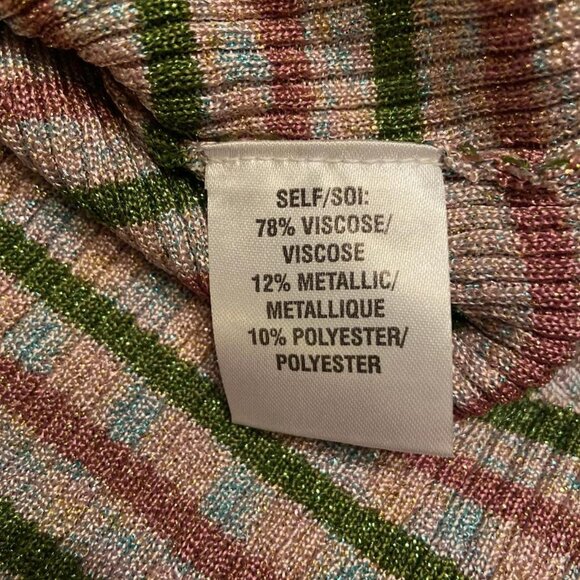 SELF/SOI:
78% VISCOSE/
VISCOSE
12% METALLIC/
METALLIQUE
10% POLYESTER/
POLYESTER